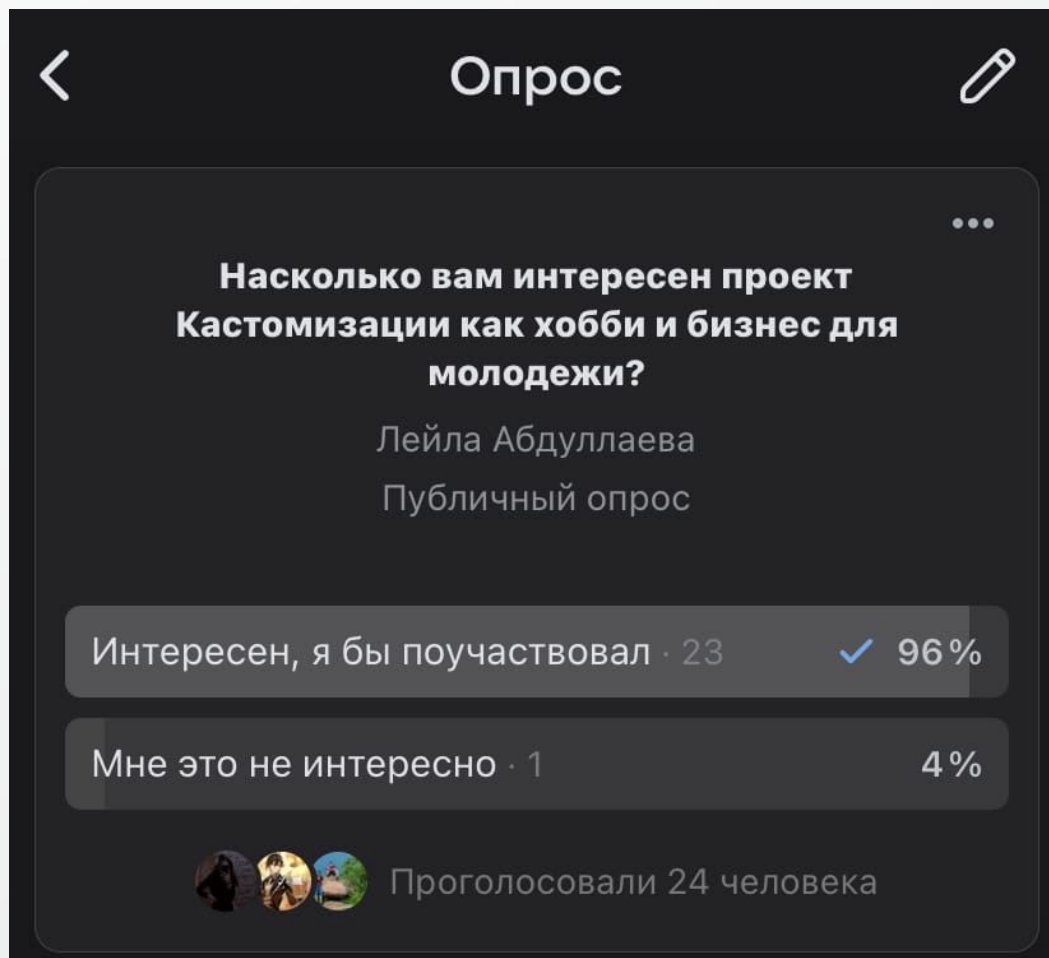 Опрос
Насколько вам интересен проект
Кастомизации как хобби и бизнес для
молодежи?
Лейла Абдуллаева
Публичный опрос
Интересен, я бы поучаствовал · 23 96%
Мне это не интересно · 1 4%
Проголосовали 24 человека